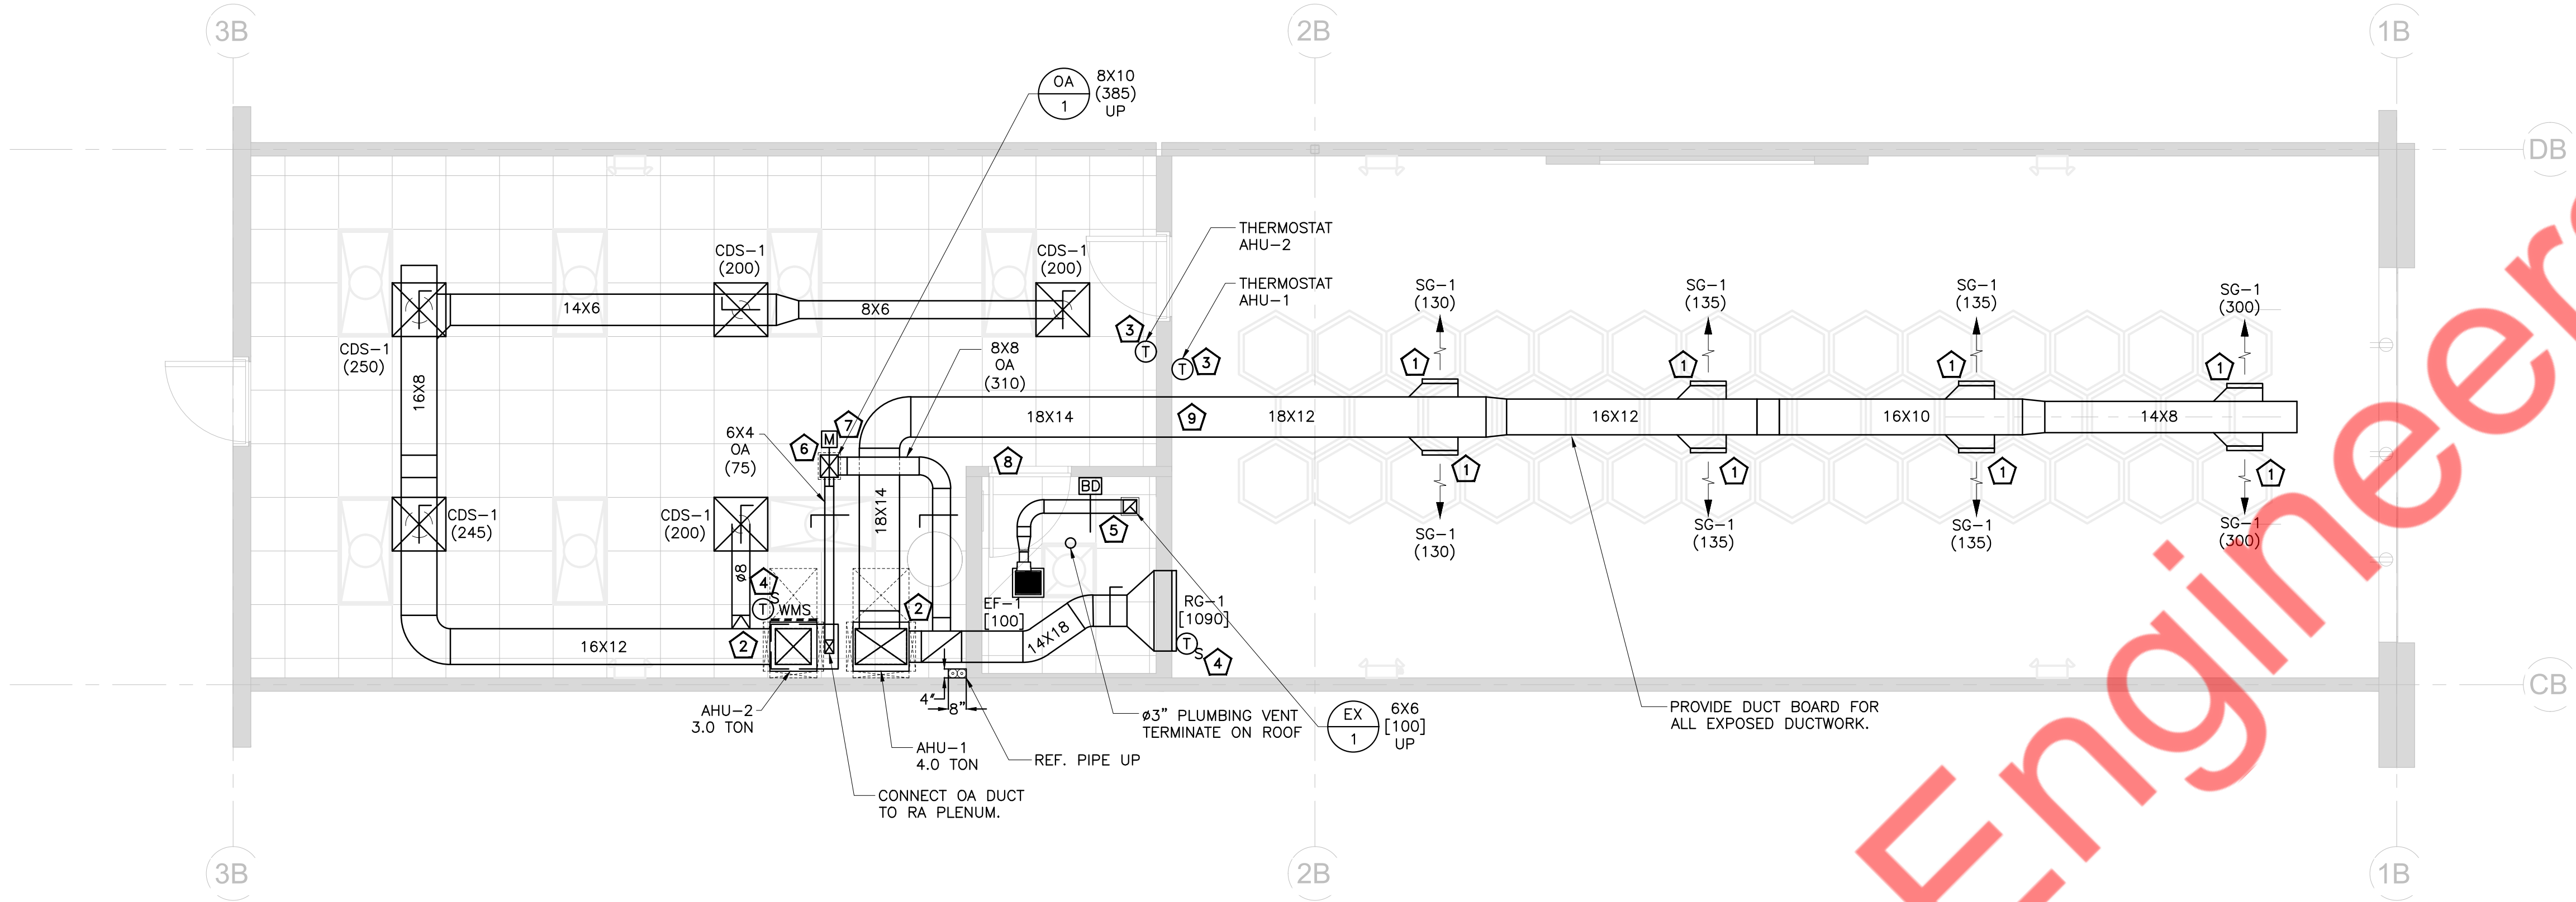 3B
2B
1B
OA
1
8X10
(385)
UP
DB
THERMOSTAT
AHU-2
THERMOSTAT
AHU-1
CDS-1
(200)
CDS-1
(200)
14X6
8X6
CDS-1
(250)
16X8
3
T
T
3
8X8
OA
(310)
SG-1
(130)
SG-1
(135)
SG-1
(135)
SG-1
(300)
1
1
1
1
18X14
9
18X12
16X12
16X10
14X8
6X4
OA
(75)
6
M
7
8
1
1
1
1
CDS-1
(245)
CDS-1
(200)
18X14
BD
5
SG-1
(130)
SG-1
(135)
SG-1
(135)
SG-1
(300)
ø8
4
T
S
WMS
2
EF-1
[100]
RG-1
[1090]
16X12
2
14X18
T
S
4
CB
4"
8"
AHU-2
3.0 TON
AHU-1
4.0 TON
REF. PIPE UP
ø3" PLUMBING VENT
TERMINATE ON ROOF
EX
1
6X6
[100]
UP
PROVIDE DUCT BOARD FOR
ALL EXPOSED DUCTWORK.
CONNECT OA DUCT
TO RA PLENUM.
3B
2B
1B
Engineer